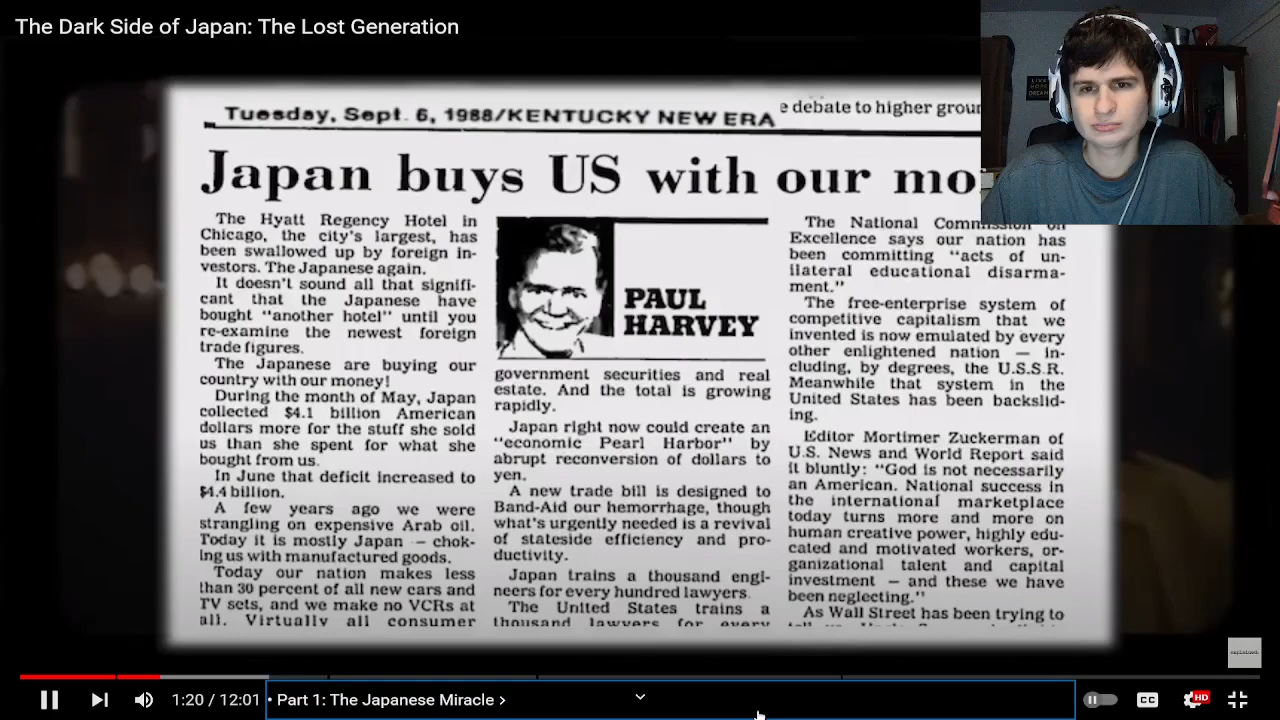 The Dark Side of Japan: The Lost Generation
Tuesday, Sept. 6, 1988/KENTUCKY NEW ERA
e debate to higher groun
Japan buys US with our mo
The Hyatt Regency Hotel in
Chicago, the city's largest, has
been swallowed up by foreign in-
vestors. The Japanese again.
It doesn't sound all that signifi-
cant that the Japanese have
bought "another hotel" until you
re-examine the newest foreign
trade figures.
The Japanese are buying our
country with our money!
During the month of May, Japan
collected $4.1 billion American
dollars more for the stuff she sold
us than she spent for what she
bought from us.
In June that deficit increased to
$4.4 billion.
A few years ago we were
strangling on expensive Arab oil.
Today it is mostly Japan — chok-
ing us with manufactured goods.
Today our nation makes less
than 30 percent of all new cars and
TV sets, and we make no VCRs at
all. Virtually all consumer
PAUL
HARVEY
government securities and real
estate. And the total is growing
rapidly.
Japan right now could create an
"economic Pearl Harbor" by
abrupt reconversion of dollars to
yen.
A new trade bill is designed to
Band-Aid our hemorrhage, though
what's urgently needed is a revival
of stateside efficiency and pro-
ductivity.
Japan trains a thousand engi-
neers for every hundred lawyers.
The United States trains a
thousand lawyers for every
The National Commission on
Excellence says our nation has
been committing "acts of un-
ilateral educational disarma-
ment."
The free-enterprise system of
competitive capitalism that we
invented is now emulated by every
other enlightened nation — in-
cluding, by degrees, the U.S.S.R.
Meanwhile that system in the
United States has been backslid-
ing.
Editor Mortimer Zuckerman of
U.S. News and World Report said
it bluntly: "God is not necessarily
an American. National success in
the international marketplace
today turns more and more on
human creative power, highly edu-
cated and motivated workers, or-
ganizational talent and capital
investment — and these we have
been neglecting."
As Wall Street has been trying to
LIVE
HOPE
DREAM
1:20 / 12:01 • Part 1: The Japanese Miracle >
CC
HD